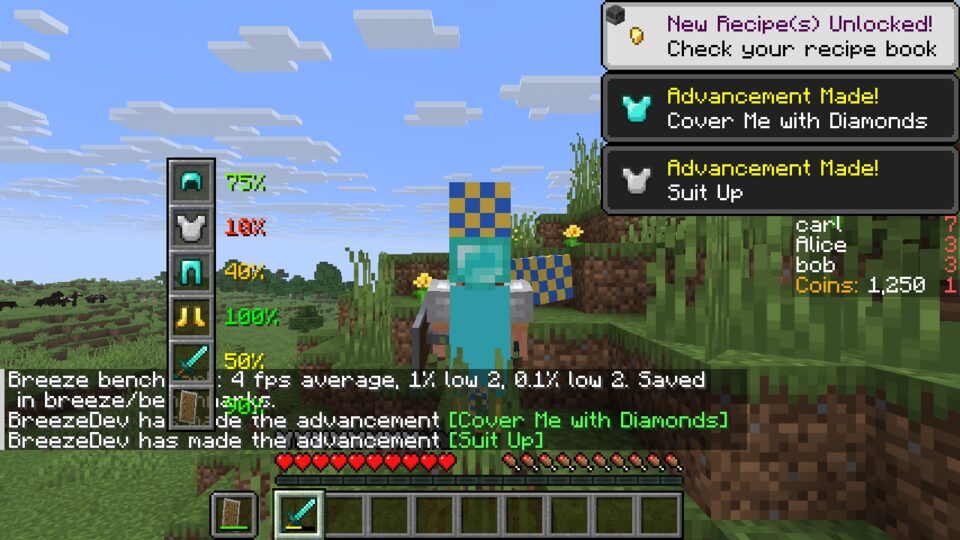 New Recipe(s) Unlocked!
Check your recipe book
Advancement Made!
Cover Me with Diamonds
Advancement Made!
Suit Up
carl 7
Alice 3
bob 3
Coins: 1,250 1
75%
10%
40%
100%
50%
90%
Breeze bench : 4 fps average, 1% low 2, 0.1% low 2. Saved
in breeze/be
BreezeDev made the advancement [Cover Me with Diamonds]
BreezeDev has made the advancement [Suit Up]